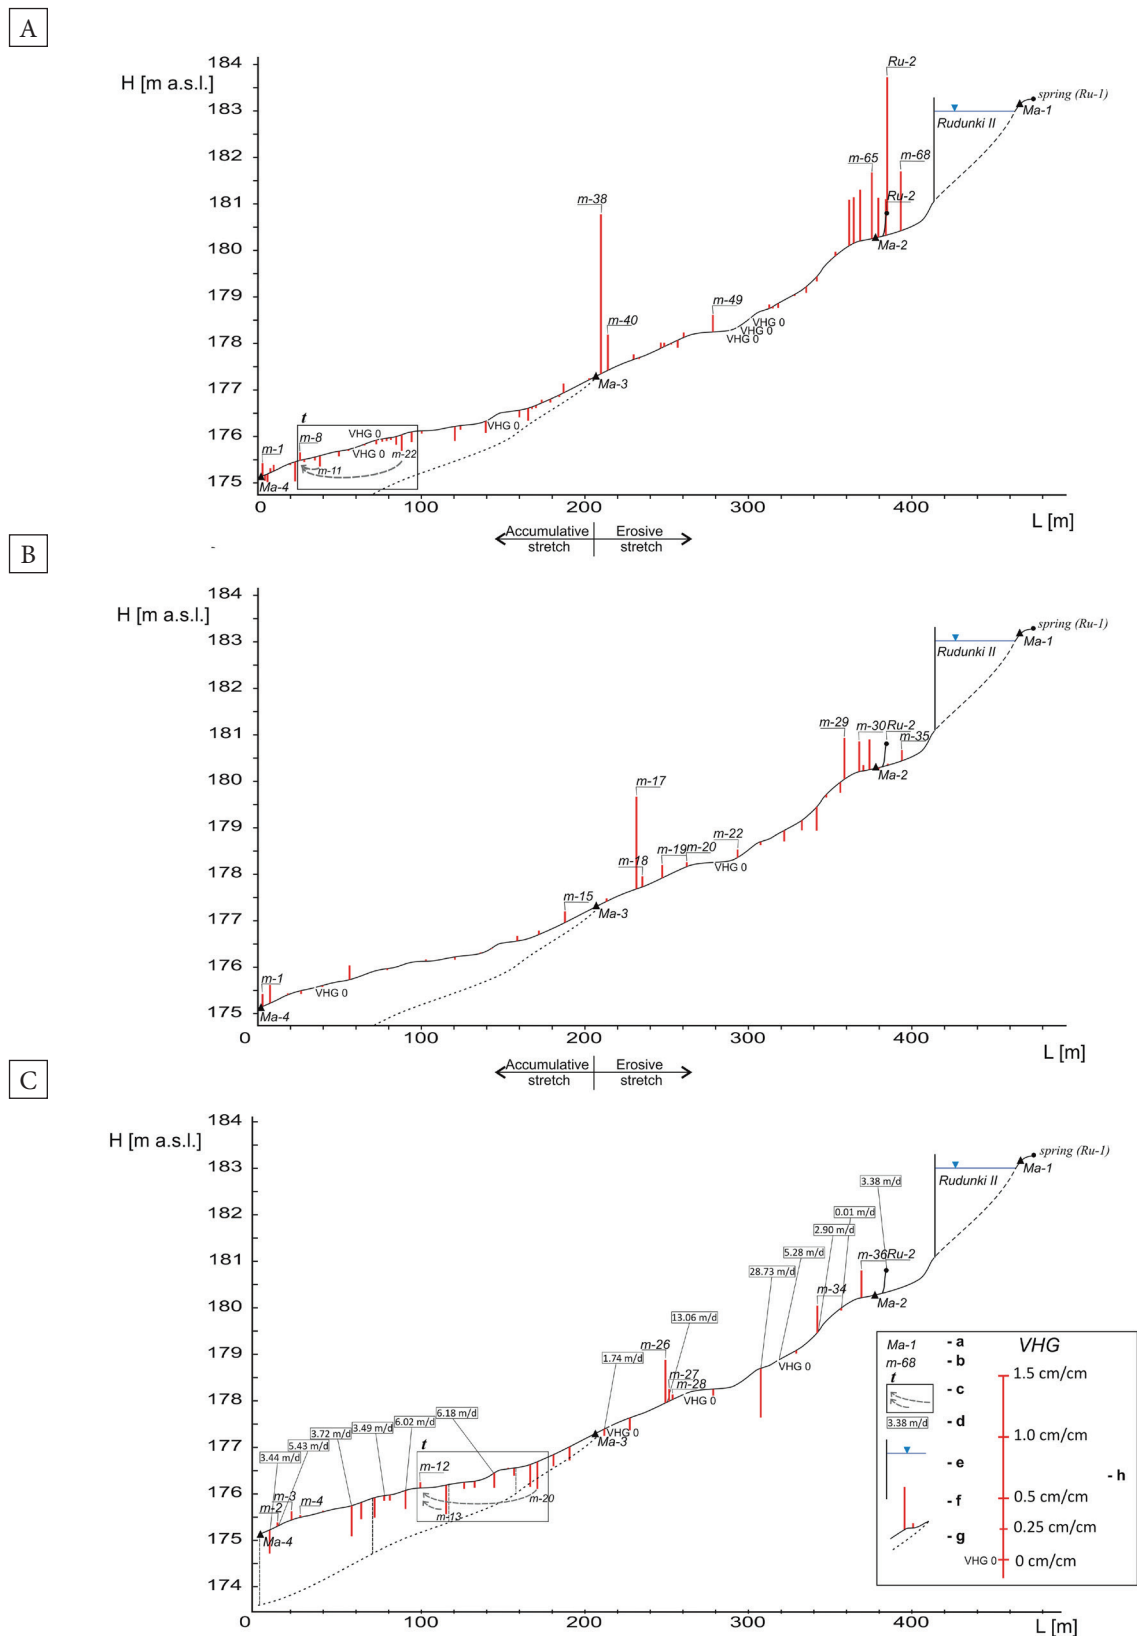 A
H [m a.s.l.]
184
183
182
181
180
179
178
177
176
175
Ru-2
spring (Ru-1)
Ma-1
Rudunki II
m-65
m-68
Ru-2
Ma-2
m-38
m-40
m-49
VHG 0
VHG 0
VHG 0
Ma-3
t
m-1
m-8
VHG 0
VHG 0
VHG 0
m-11
m-22
Ma-4
0
100
200
300
400
L [m]
Accumulative
stretch
Erosive
stretch
B
-
H [m a.s.l.]
184
183
182
181
180
179
178
177
176
175
spring (Ru-1)
Ma-1
Rudunki II
m-29
m-30
Ru-2
m-35
Ma-2
m-17
m-18
m-19
m-20
m-22
VHG 0
m-15
Ma-3
m-1
VHG 0
Ma-4
0
100
200
300
400
L [m]
Accumulative
stretch
Erosive
stretch
C
H [m a.s.l.]
184
183
182
181
180
179
178
177
176
175
174
spring (Ru-1)
Ma-1
Rudunki II
3.38 m/d
0.01 m/d
2.90 m/d
5.28 m/d
28.73 m/d
m-36
Ru-2
m-34
Ma-2
13.06 m/d
m-26
1.74 m/d
m-27
m-28
VHG 0
VHG 0
VHG 0
Ma-3
6.18 m/d
6.02 m/d
3.49 m/d
3.72 m/d
5.43 m/d
3.44 m/d
t
m-12
m-13
m-20
m-3
m-2
m-4
Ma-4
0
100
200
300
400
L [m]
Ma-1 - a
m-68 - b
t
- c
3.38 m/d - d
- e
- f
- g
VHG
1.5 cm/cm
1.0 cm/cm
0.5 cm/cm
0.25 cm/cm
VHG 0 0 cm/cm
- h